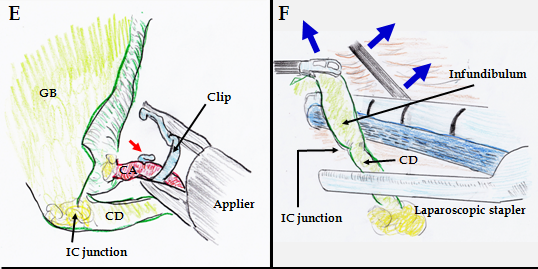 E
GB
Clip
CA
CD
Applier
IC junction
F
Infundibulum
CD
IC junction
Laparoscopic stapler